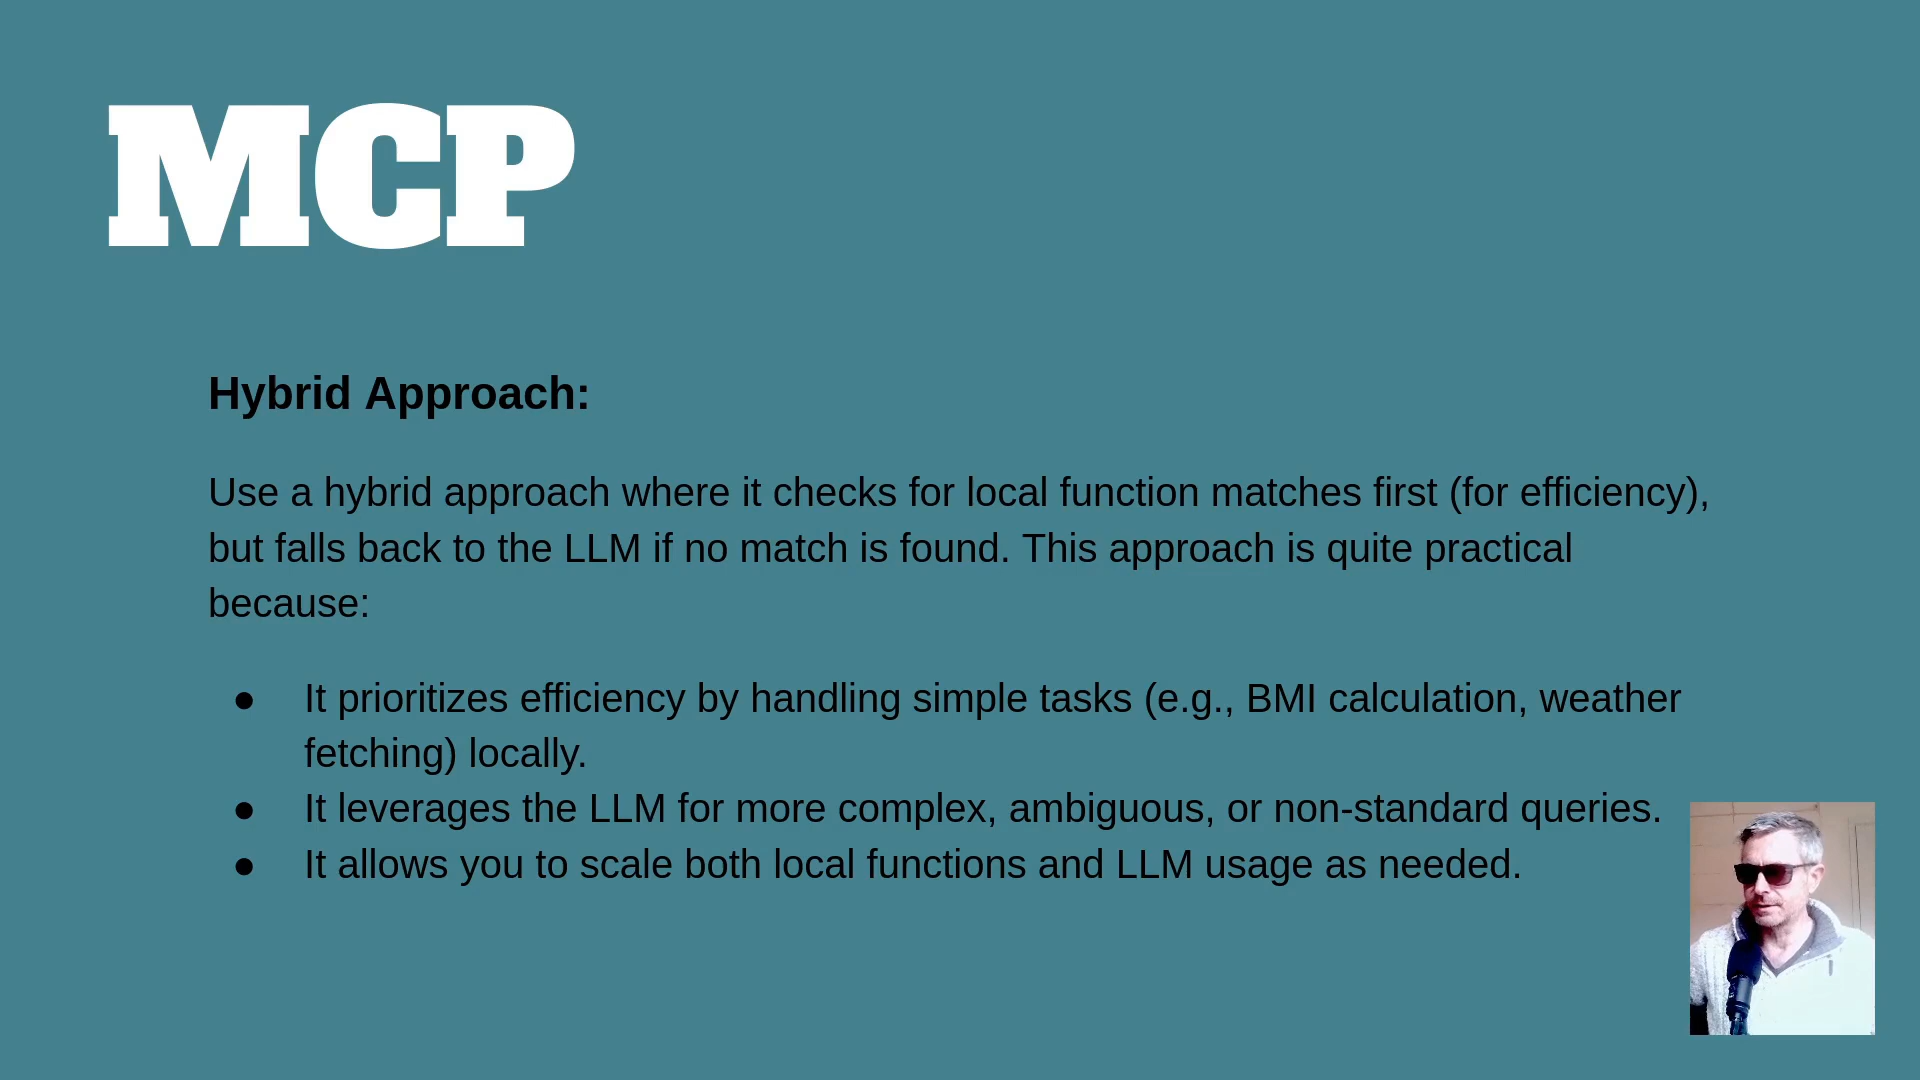 MCP
Hybrid Approach:
Use a hybrid approach where it checks for local function matches first (for efficiency),
but falls back to the LLM if no match is found. This approach is quite practical
because:
● It prioritizes efficiency by handling simple tasks (e.g., BMI calculation, weather
fetching) locally.
● It leverages the LLM for more complex, ambiguous, or non-standard queries.
● It allows you to scale both local functions and LLM usage as needed.